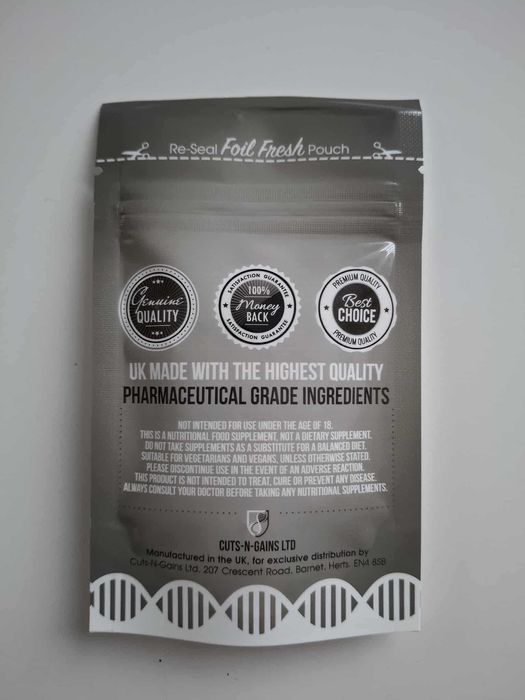 Re-Seal Foil Fresh Pouch
Genuine
QUALITY
SATISFACTION GUARANTEE
100%
Money
BACK
SATISFACTION GUARANTEE
PREMIUM QUALITY
Best
CHOICE
PREMIUM QUALITY
UK MADE WITH THE HIGHEST QUALITY
PHARMACEUTICAL GRADE INGREDIENTS
NOT INTENDED FOR USE UNDER THE AGE OF 18.
THIS IS A NUTRITIONAL FOOD SUPPLEMENT, NOT A DIETARY SUPPLEMENT.
DO NOT TAKE SUPPLEMENTS AS A SUBSTITUTE FOR A BALANCED DIET.
SUITABLE FOR VEGETARIANS AND VEGANS, UNLESS OTHERWISE STATED.
PLEASE DISCONTINUE USE IN THE EVENT OF AN ADVERSE REACTION.
THIS PRODUCT IS NOT INTENDED TO TREAT, CURE OR PREVENT ANY DISEASE.
ALWAYS CONSULT YOUR DOCTOR BEFORE TAKING ANY NUTRITIONAL SUPPLEMENTS.
CUTS-N-GAINS LTD
Manufactured in the UK, for exclusive distribution by
Cuts-N-Gains Ltd, 207 Crescent Road, Barnet, Herts. EN4 8SB